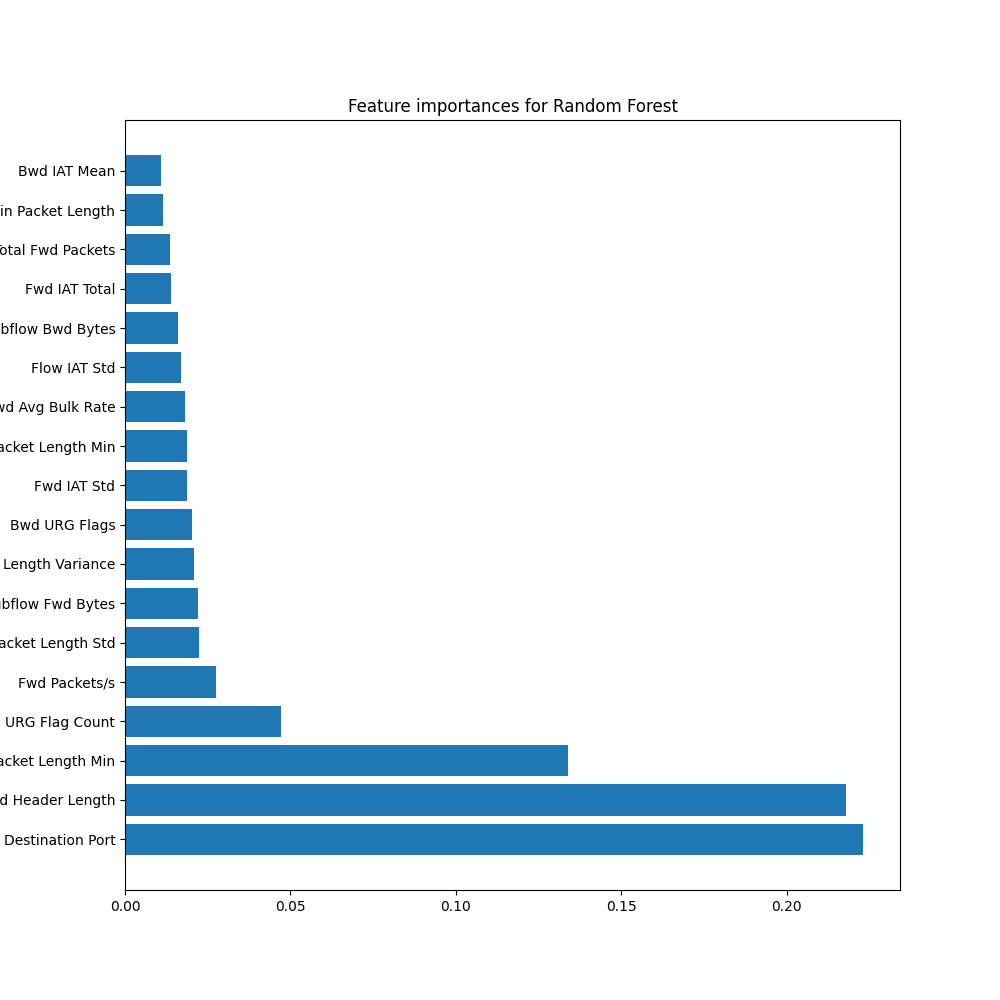 Feature importances for Random Forest
Bwd IAT Mean
in Packet Length
otal Fwd Packets
Fwd IAT Total
bflow Bwd Bytes
Flow IAT Std
wd Avg Bulk Rate
acket Length Min
Fwd IAT Std
Bwd URG Flags
Length Variance
bflow Fwd Bytes
acket Length Std
Fwd Packets/s
URG Flag Count
acket Length Min
d Header Length
Destination Port
0.00 0.05 0.10 0.15 0.20